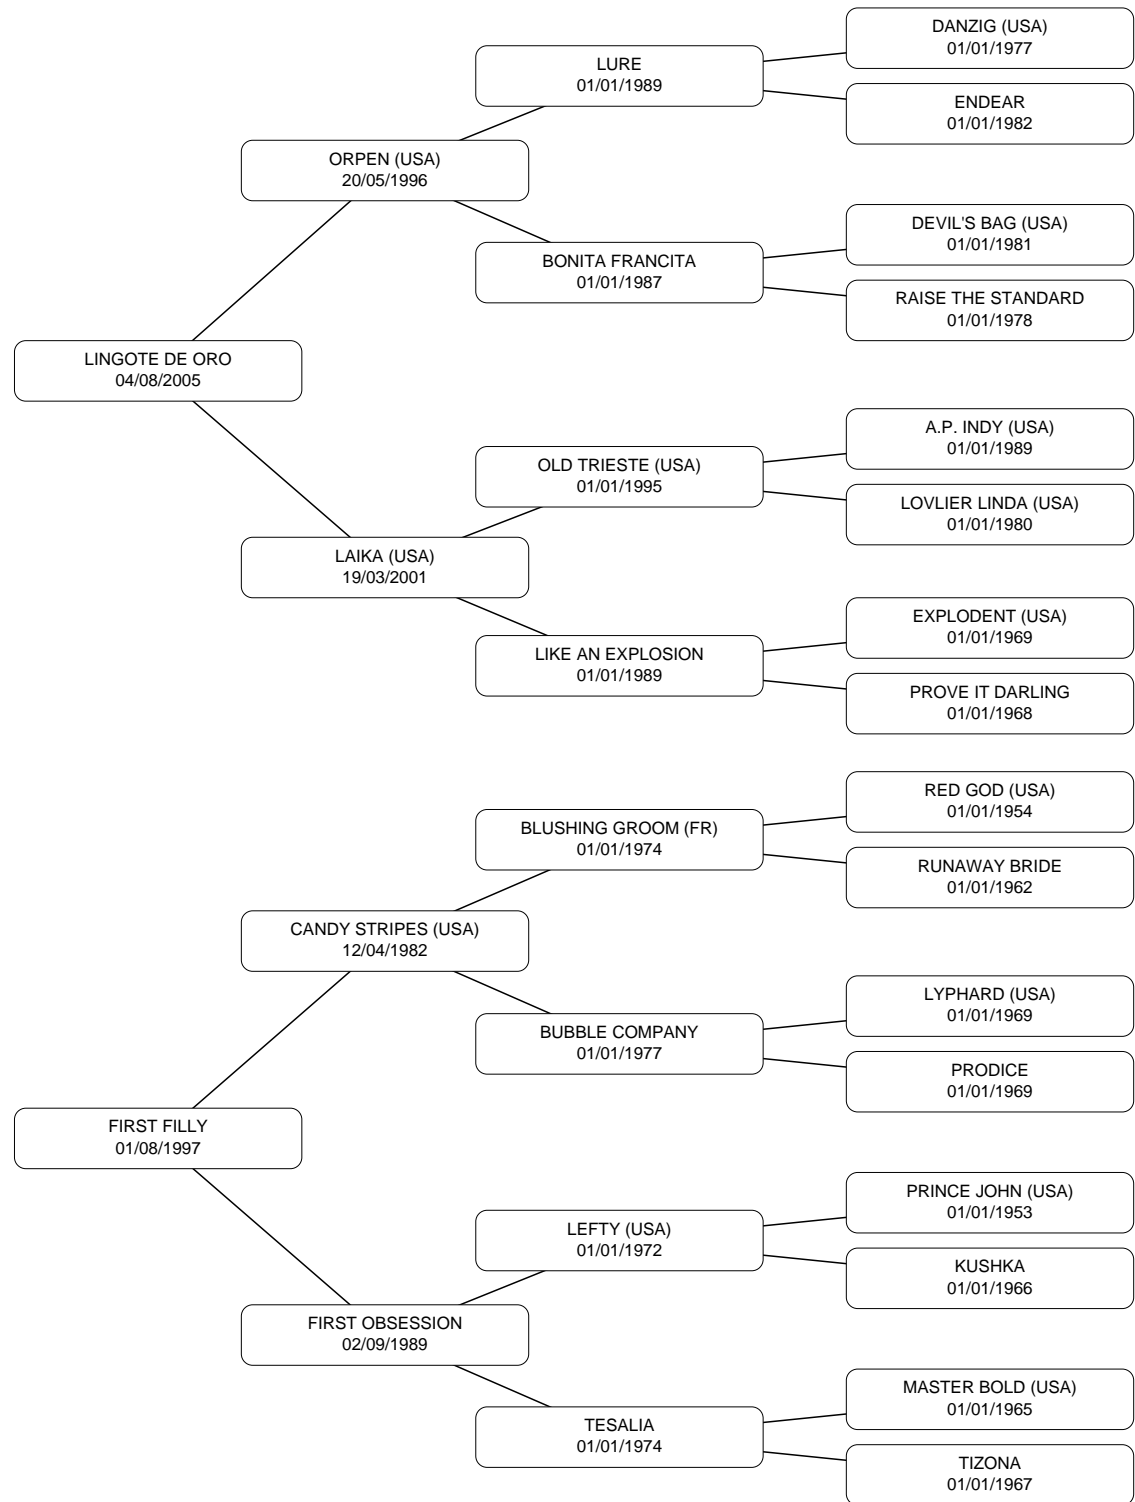 DANZIG (USA)
01/01/1977
LURE
01/01/1989
ENDEAR
01/01/1982
ORPEN (USA)
20/05/1996
DEVIL'S BAG (USA)
01/01/1981
BONITA FRANCITA
01/01/1987
RAISE THE STANDARD
01/01/1978
LINGOTE DE ORO
04/08/2005
A.P. INDY (USA)
01/01/1989
OLD TRIESTE (USA)
01/01/1995
LOVLIER LINDA (USA)
01/01/1980
LAIKA (USA)
19/03/2001
EXPLODENT (USA)
01/01/1969
LIKE AN EXPLOSION
01/01/1989
PROVE IT DARLING
01/01/1968
RED GOD (USA)
01/01/1954
BLUSHING GROOM (FR)
01/01/1974
RUNAWAY BRIDE
01/01/1962
CANDY STRIPES (USA)
12/04/1982
LYPHARD (USA)
01/01/1969
BUBBLE COMPANY
01/01/1977
PRODICE
01/01/1969
FIRST FILLY
01/08/1997
PRINCE JOHN (USA)
01/01/1953
LEFTY (USA)
01/01/1972
KUSHKA
01/01/1966
FIRST OBSESSION
02/09/1989
MASTER BOLD (USA)
01/01/1965
TESALIA
01/01/1974
TIZONA
01/01/1967